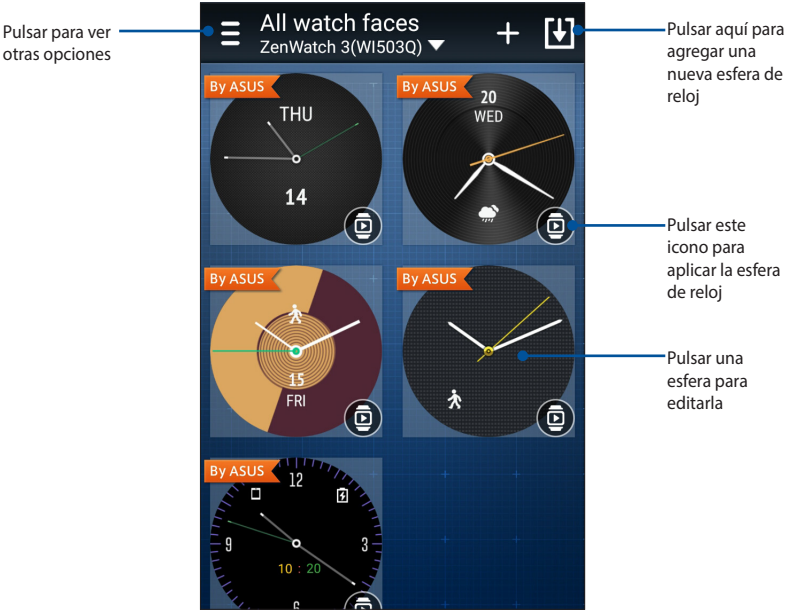 Pulsar para ver
otras opciones
All watch faces
ZenWatch 3(WI503Q)
Pulsar aquí para
agregar una
nueva esfera de
reloj
By ASUS
THU
14
By ASUS
20
WED
Pulsar este
icono para
aplicar la esfera
de reloj
By ASUS
15
FRI
By ASUS
Pulsar una
esfera para
editarla
By ASUS
12
9
3
10 : 20
6